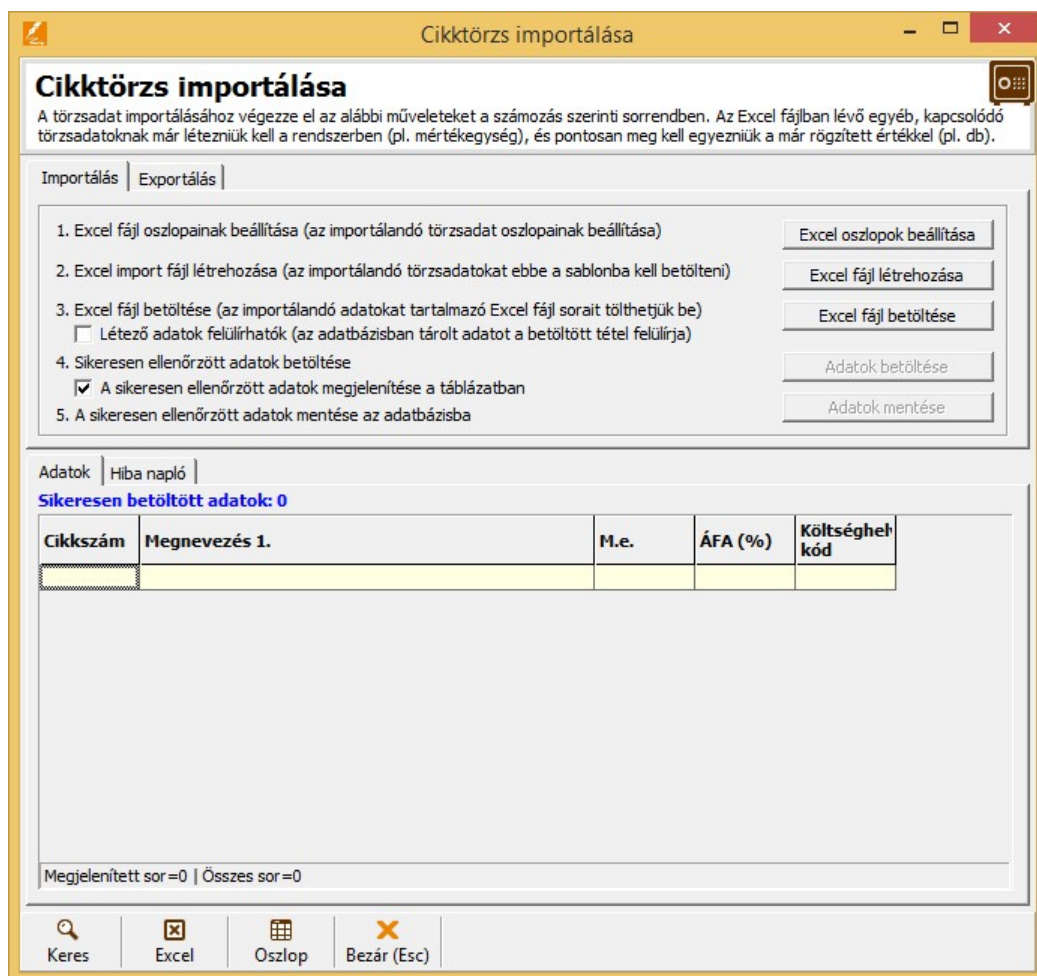 Cikktörzs importálása
Cikktörzs importálása
A törzsadat importálásához végezze el az alábbi műveleteket a számozás szerinti sorrendben. Az Excel fájlban lévő egyéb, kapcsolódó
törzsadatoknak már létezniük kell a rendszerben (pl. mértékegység), és pontosan meg kell egyezniük a már rögzített értékkel (pl. db).
Importálás Exportálás
1. Excel fájl oszlopainak beállítása (az importálandó törzsadat oszlopainak beállítása) Excel oszlopok beállítása
2. Excel import fájl létrehozása (az importálandó törzsadatokat ebbe a sablonba kell betölteni) Excel fájl létrehozása
3. Excel fájl betöltése (az importálandó adatokat tartalmazó Excel fájl sorait tölthetjük be) Excel fájl betöltése
Létező adatok felülírhatók (az adatbázisban tárolt adatot a betöltött tétel felülírja)
4. Sikeresen ellenőrzött adatok betöltése Adatok betöltése
A sikeresen ellenőrzött adatok megjelenítése a táblázatban
5. A sikeresen ellenőrzött adatok mentése az adatbázisba Adatok mentése
Adatok Hiba napló
Sikeresen betöltött adatok: 0
Cikkszám Megnevezés 1. M.e. ÁFA (%) Költséghely
kód
Megjelenített sor=0 | Összes sor=0
Keres Excel Oszlop Bezár (Esc)